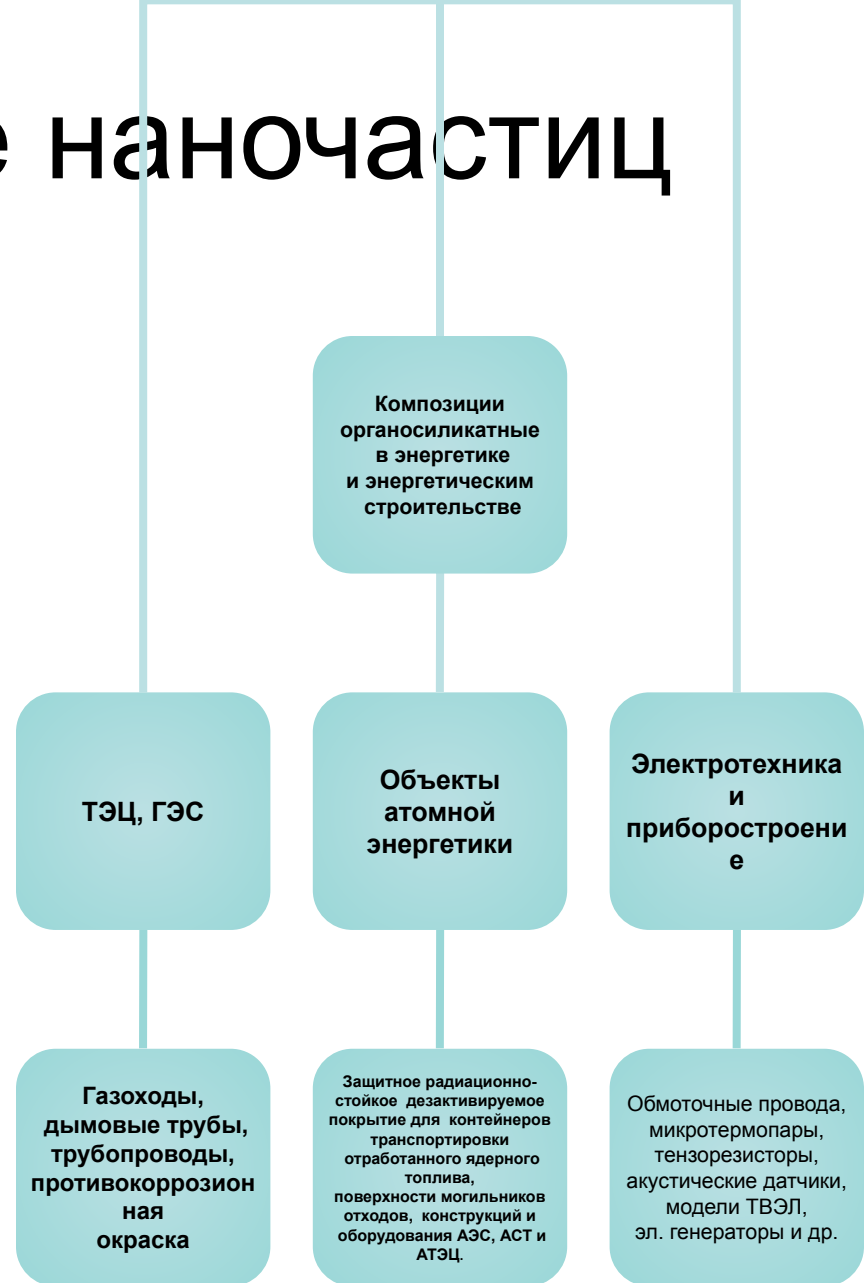 е наночастиц
Композиции
органосиликатные
в энергетике
и энергетическим
строительстве
ТЭЦ, ГЭС
Объекты
атомной
энергетики
Электротехника
и
приборостроени
е
Газоходы,
дымовые трубы,
трубопроводы,
противокоррозион
ная
окраска
Защитное радиационно-
стойкое дезактивируемое
покрытие для контейнеров
транспортировки
отработанного ядерного
топлива,
поверхности могильников
отходов, конструкций и
оборудования АЭС, АСТ и
АТЭЦ.
Обмоточные провода,
микротермопары,
тензорезисторы,
акустические датчики,
модели ТВЭЛ,
эл. генераторы и др.